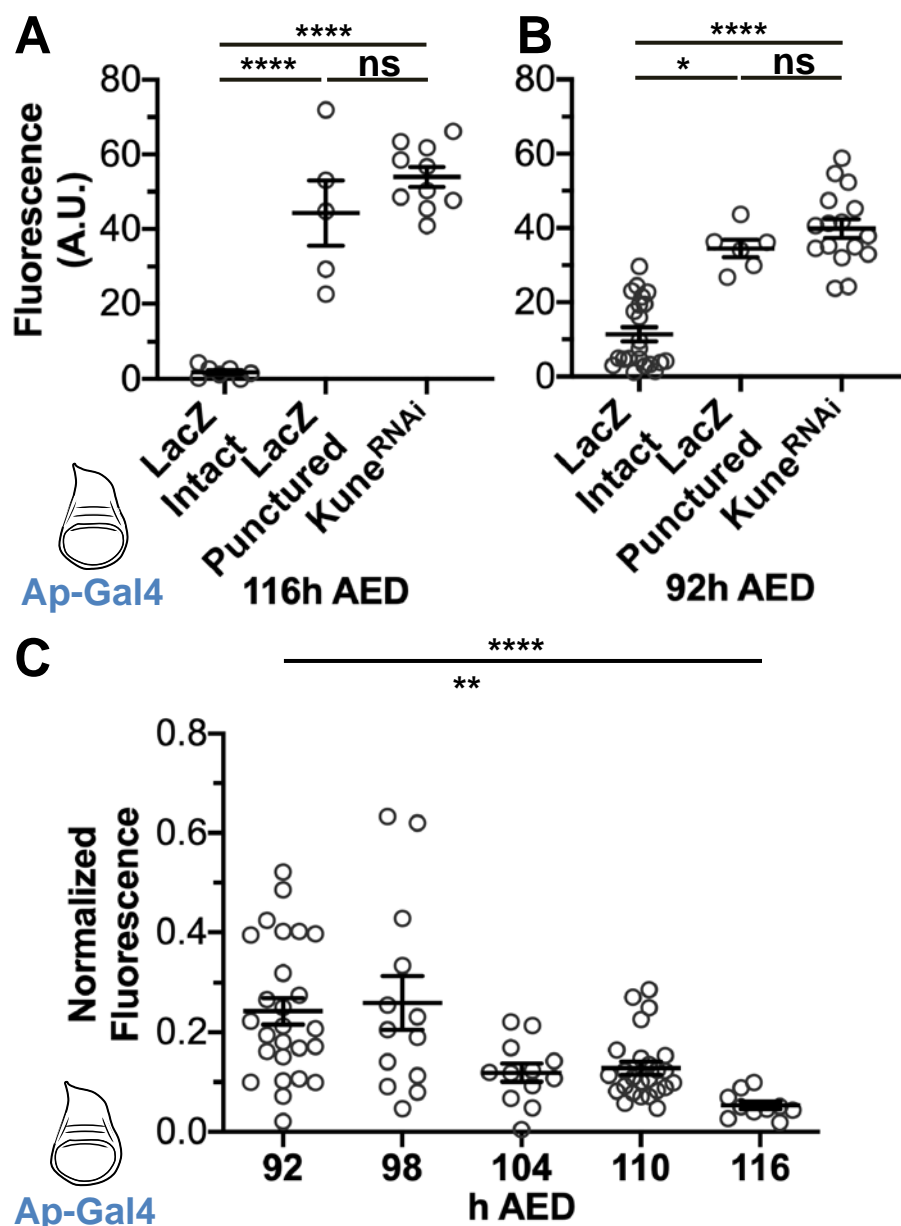 A
****
****
ns
80
60
40
20
0
Fluorescence
(A.U.)
LacZ
Intact
LacZ
Punctured
Kune^RNAi
116h AED
Ap-Gal4
B
****
*
ns
80
60
40
20
0
LacZ
Intact
LacZ
Punctured
Kune^RNAi
92h AED
C
****
**
0.8
0.6
0.4
0.2
0.0
Normalized
Fluorescence
92 98 104 110 116
h AED
Ap-Gal4